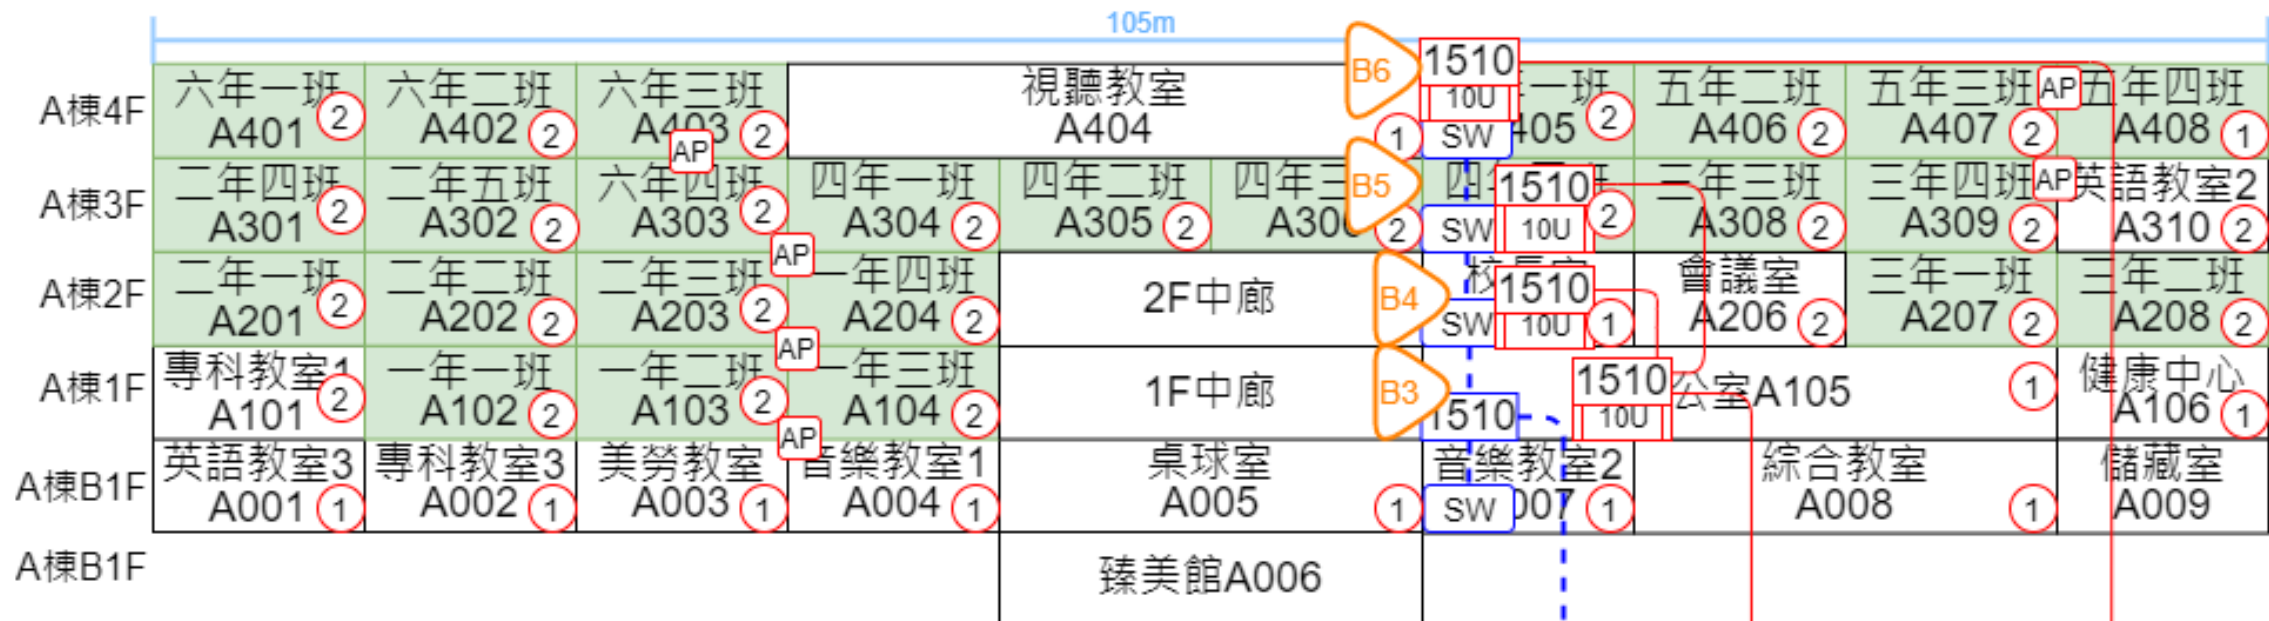 105m
A棟4F
六年一班
A401
2
六年二班
A402
2
六年三班
A403
2
AP
視聽教室
A404
1
B6
1510
10U
SW
一班
405
2
五年二班
A406
2
五年三班
A407
2
AP
五年四班
A408
1
A棟3F
二年四班
A301
2
二年五班
A302
2
六年四班
A303
2
四年一班
A304
2
四年二班
A305
2
四年三
A306
2
B5
四年
1510
SW
10U
2
三年三班
A308
2
三年四班
A309
2
AP
英語教室2
A310
2
A棟2F
二年一班
A201
2
二年二班
A202
2
二年三班
A203
2
AP
一年四班
A204
2
2F中廊
B4
校長室
1510
SW
10U
1
會議室
A206
2
三年一班
A207
2
三年二班
A208
2
A棟1F
專科教室1
A101
2
一年一班
A102
2
一年二班
A103
2
AP
一年三班
A104
2
1F中廊
B3
1510
1510
10U
公室A105
1
健康中心
A106
1
A棟B1F
英語教室3
A001
1
專科教室3
A002
1
美勞教室
A003
1
AP
音樂教室1
A004
1
桌球室
A005
1
音樂教室2
SW
007
1
綜合教室
A008
1
儲藏室
A009
A棟B1F
臻美館A006